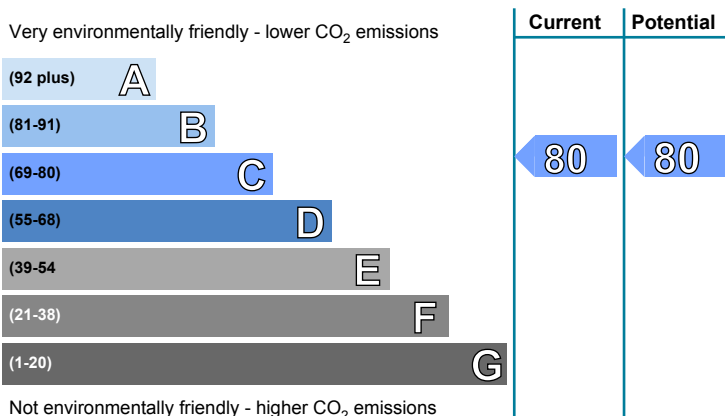 Very environmentally friendly - lower CO₂ emissions
Current Potential
(92 plus) A
(81-91) B
(69-80) C
80 80
(55-68) D
(39-54 E
(21-38) F
(1-20) G
Not environmentally friendly - higher CO₂ emissions